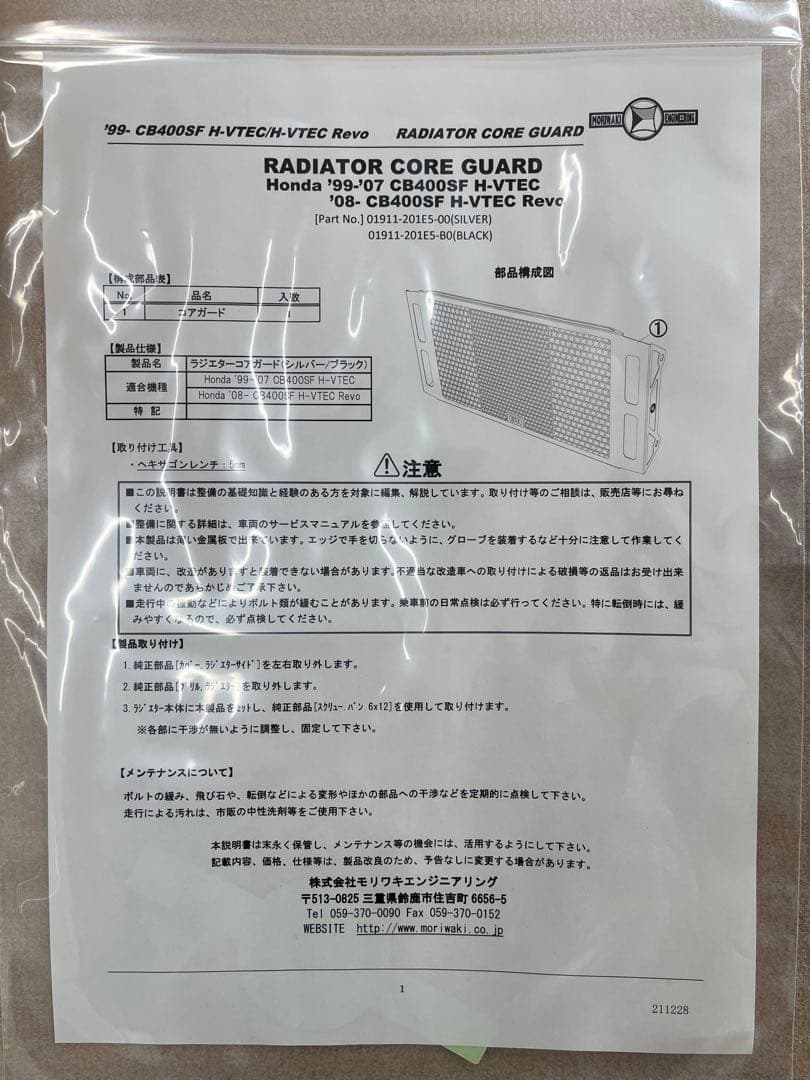 '99- CB400SF H-VTEC/H-VTEC Revo RADIATOR CORE GUARD
MORIWAKI ENGINEERING
RADIATOR CORE GUARD
Honda '99-'07 CB400SF H-VTEC
'08- CB400SF H-VTEC Revo
[Part No.] 01911-201E5-00(SILVER)
01911-201E5-B0(BLACK)
部品構成図
【構成部品表】
No. 品名 入数
1 コアガード 1
①
【製品仕様】
製品名 ラジエターコアガード(シルバー/ブラック)
適合機種 Honda '99-'07 CB400SF H-VTEC
Honda '08- CB400SF H-VTEC Revo
特記
【取り付け工具】
・ヘキサゴンレンチ：5mm
注意
■この説明書は整備の基礎知識と経験のある方を対象に編集、解説しています。取り付け等のご相談は、販売店等にお尋ね
ください。
■整備に関する詳細は、車両のサービスマニュアルを参照してください。
■本製品は薄い金属板で出来ています。エッジで手を切らないように、グローブを装着するなど十分に注意して作業してく
ださい。
■車両に、改造がありますと装着できない場合があります。不適当な改造車への取り付けによる破損等の返品はお受け出来
ませんのであらかじめご了承下さい。
■走行中の振動などによりボルト類が緩むことがあります。乗車前の日常点検は必ず行ってください。特に転倒時には、緩
みやすくなるので、必ず点検してください。
【製品取り付け】
1. 純正部品[ｶﾊﾞｰ.ﾗｼﾞｴﾀｰｻｲﾄﾞ]を左右取り外します。
2. 純正部品[ｸﾞﾘﾙ,ﾗｼﾞｴﾀｰ]を取り外します。
3. ﾗｼﾞｴﾀｰ本体に本製品をｾｯﾄし、純正部品[ｽｸﾘｭｰ.ﾊﾟﾝ 6x12]を使用して取り付けます。
※各部に干渉が無いように調整し、固定して下さい。
【メンテナンスについて】
ボルトの緩み、飛び石や、転倒などによる変形やほかの部品への干渉などを定期的に点検して下さい。
走行による汚れは、市販の中性洗剤等をご使用下さい。
本説明書は末永く保管し、メンテナンス等の機会には、活用するようにして下さい。
記載内容、価格、仕様等は、製品改良のため、予告なしに変更する場合があります。
株式会社モリワキエンジニアリング
〒513-0825 三重県鈴鹿市住吉町 6656-5
Tel 059-370-0090 Fax 059-370-0152
WEBSITE http://www.moriwaki.co.jp
1
211228